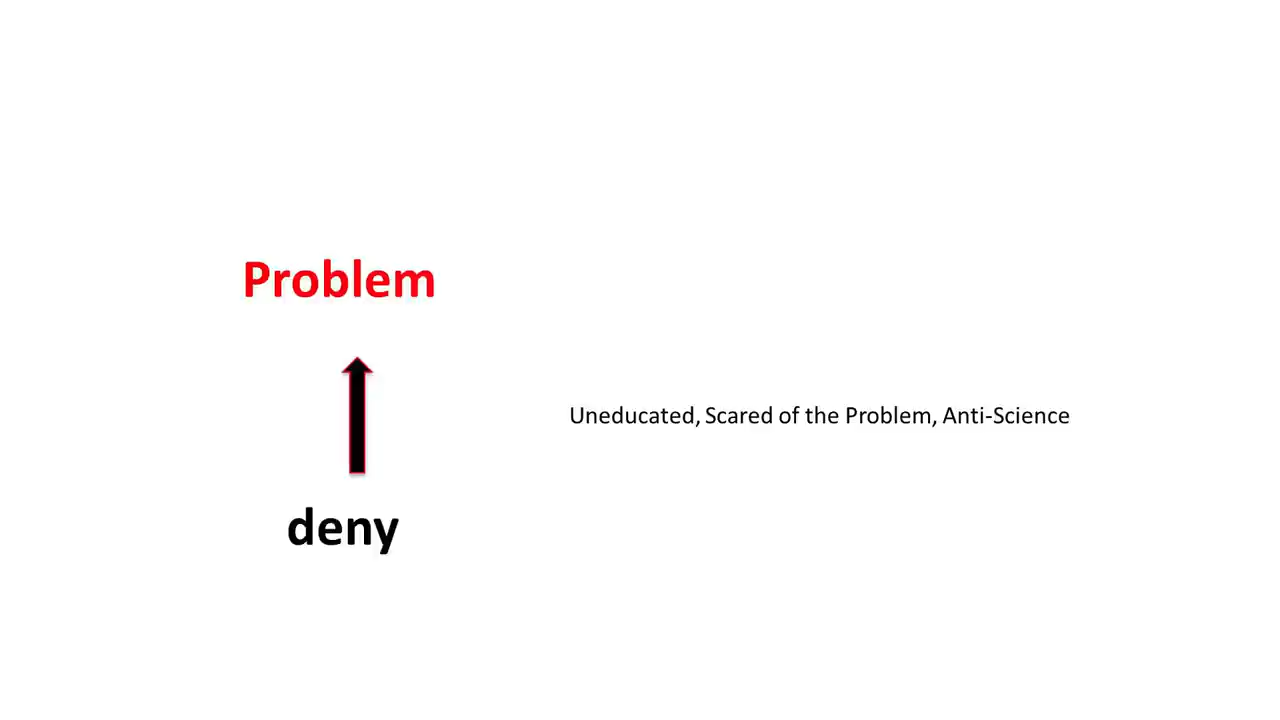 Problem
Uneducated, Scared of the Problem, Anti-Science
deny